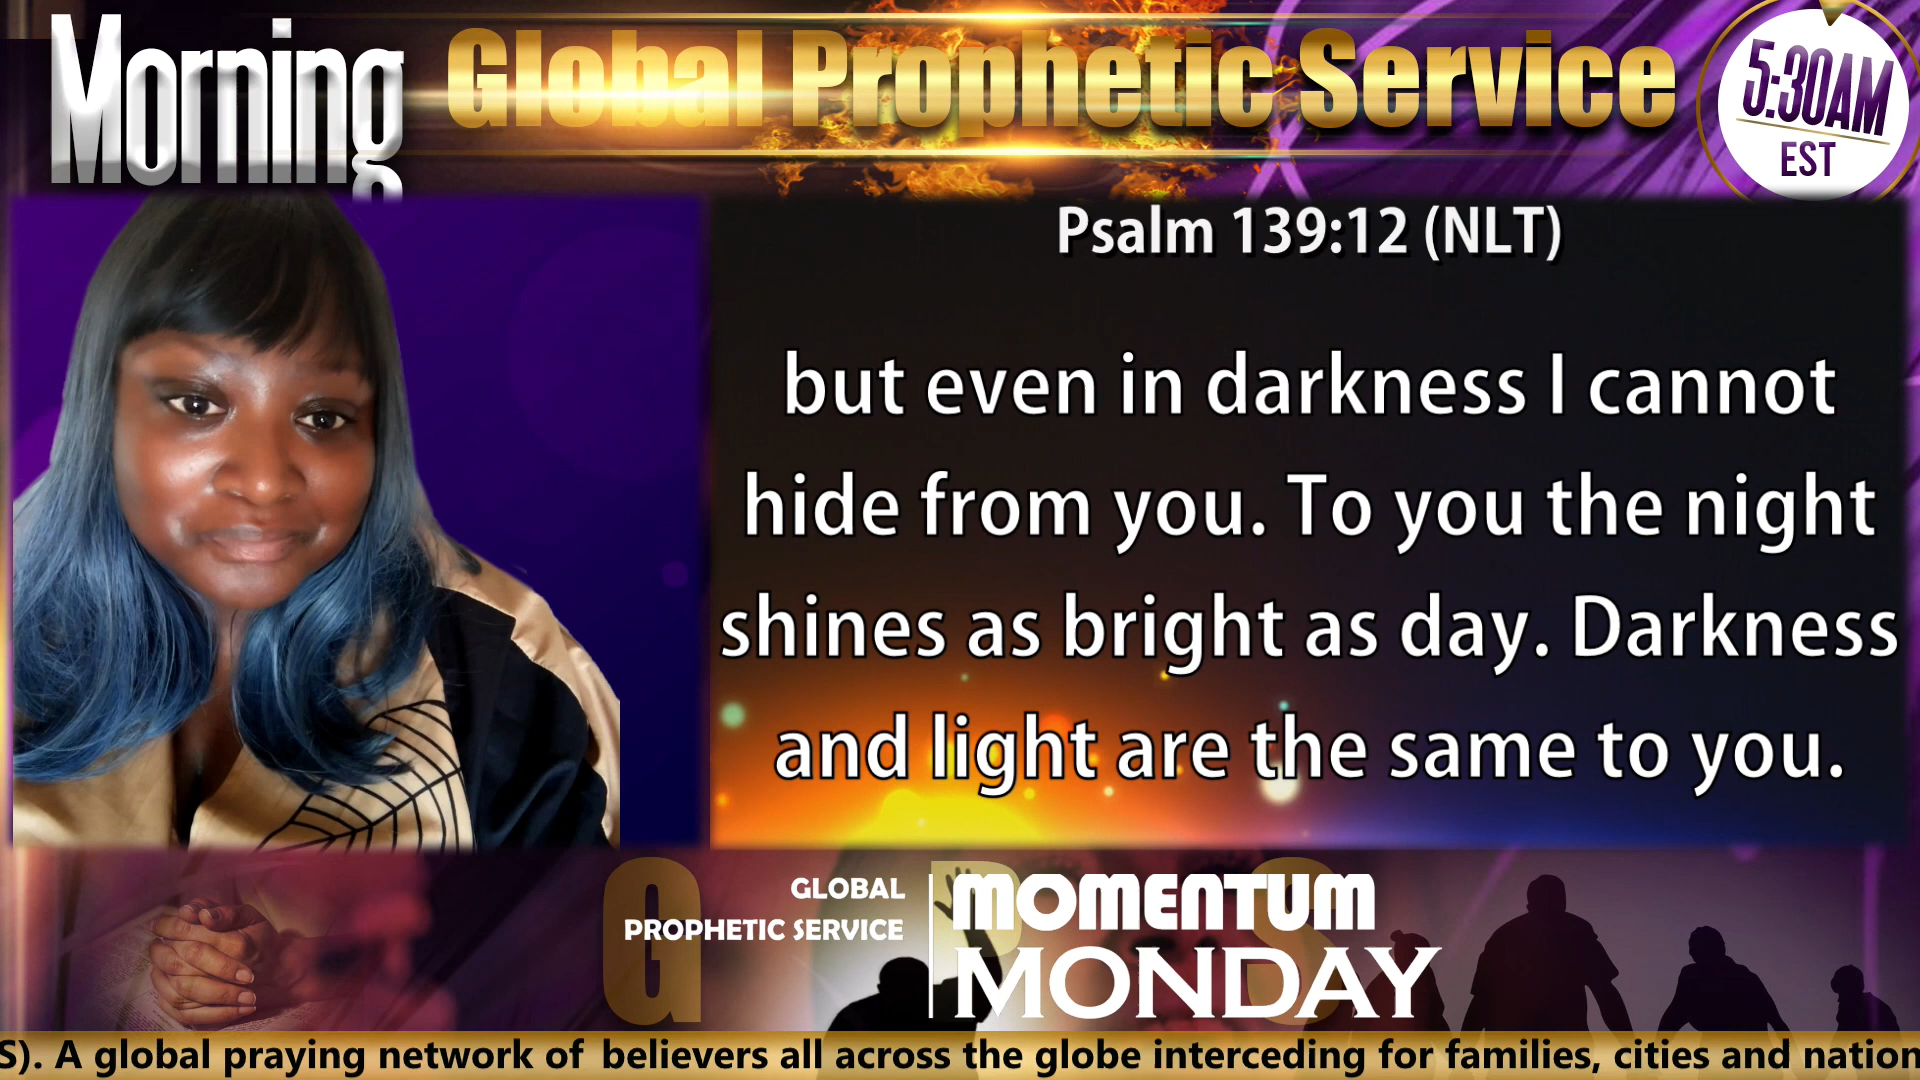 Morning
Global Prophetic Service
5:30AM
EST
Psalm 139:12 (NLT)
but even in darkness I cannot
hide from you. To you the night
shines as bright as day. Darkness
and light are the same to you.
G P S
GLOBAL
PROPHETIC SERVICE
MOMENTUM
MONDAY
S). A global praying network of believers all across the globe interceding for families, cities and nation